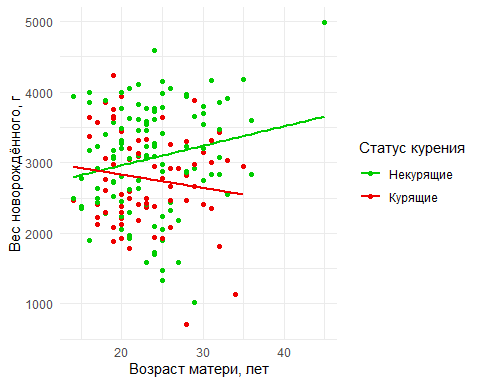 5000
4000
3000
2000
1000
Вес новорождённого, г
20
30
40
Возраст матери, лет
Статус курения
Некурящие
Курящие